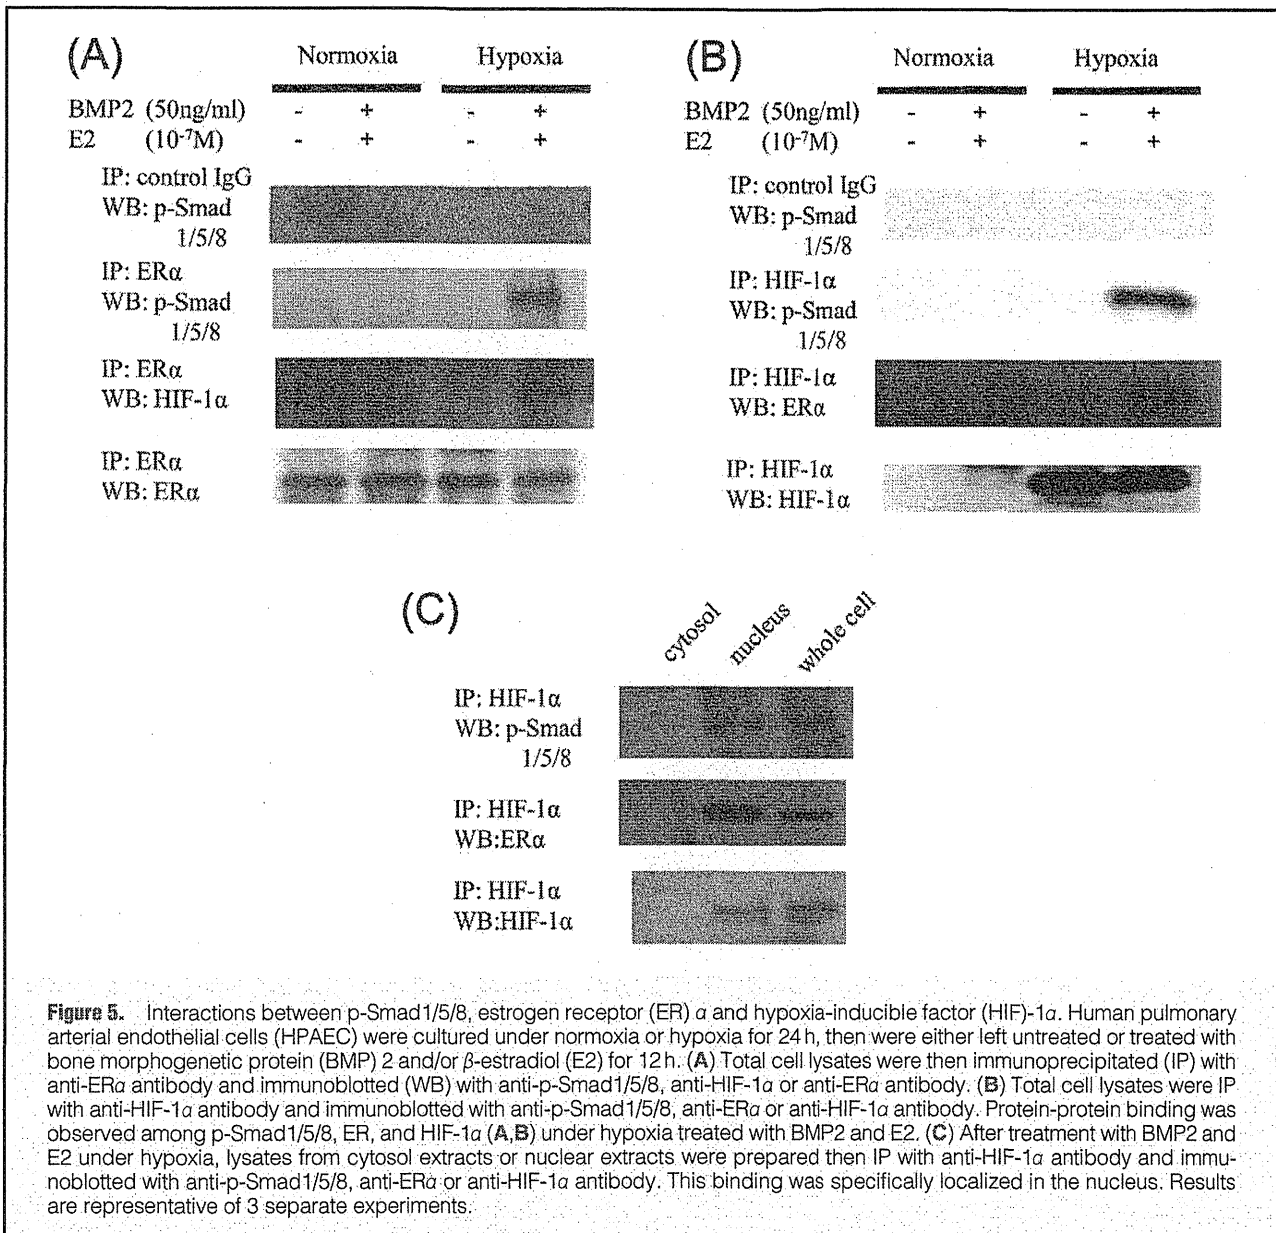 (A)
Normoxia Hypoxia
BMP2 (50ng/ml) - + - +
E2 (10-7M) - + - +
IP: control IgG
WB: p-Smad
1/5/8
IP: ERα
WB: p-Smad
1/5/8
IP: ERα
WB: HIF-1α
IP: ERα
WB: ERα
(B)
Normoxia Hypoxia
BMP2 (50ng/ml) - + - +
E2 (10-7M) - + - +
IP: control IgG
WB: p-Smad
1/5/8
IP: HIF-1α
WB: p-Smad
1/5/8
IP: HIF-1α
WB: ERα
IP: HIF-1α
WB: HIF-1α
(C)
cytosol nucleus whole cell
IP: HIF-1α
WB: p-Smad
1/5/8
IP: HIF-1α
WB:ERα
IP: HIF-1α
WB:HIF-1α
Figure 5. Interactions between p-Smad1/5/8, estrogen receptor (ER) α and hypoxia-inducible factor (HIF)-1α. Human pulmonary
arterial endothelial cells (HPAEC) were cultured under normoxia or hypoxia for 24 h, then were either left untreated or treated with
bone morphogenetic protein (BMP) 2 and/or β-estradiol (E2) for 12 h. (A) Total cell lysates were then immunoprecipitated (IP) with
anti-ERα antibody and immunoblotted (WB) with anti-p-Smad1/5/8, anti-HIF-1α or anti-ERα antibody. (B) Total cell lysates were IP
with anti-HIF-1α antibody and immunoblotted with anti-p-Smad1/5/8, anti-ERα or anti-HIF-1α antibody. Protein-protein binding was
observed among p-Smad1/5/8, ER, and HIF-1α (A,B) under hypoxia treated with BMP2 and E2. (C) After treatment with BMP2 and
E2 under hypoxia, lysates from cytosol extracts or nuclear extracts were prepared then IP with anti-HIF-1α antibody and immu-
noblotted with anti-p-Smad1/5/8, anti-ERα or anti-HIF-1α antibody. This binding was specifically localized in the nucleus. Results
are representative of 3 separate experiments.